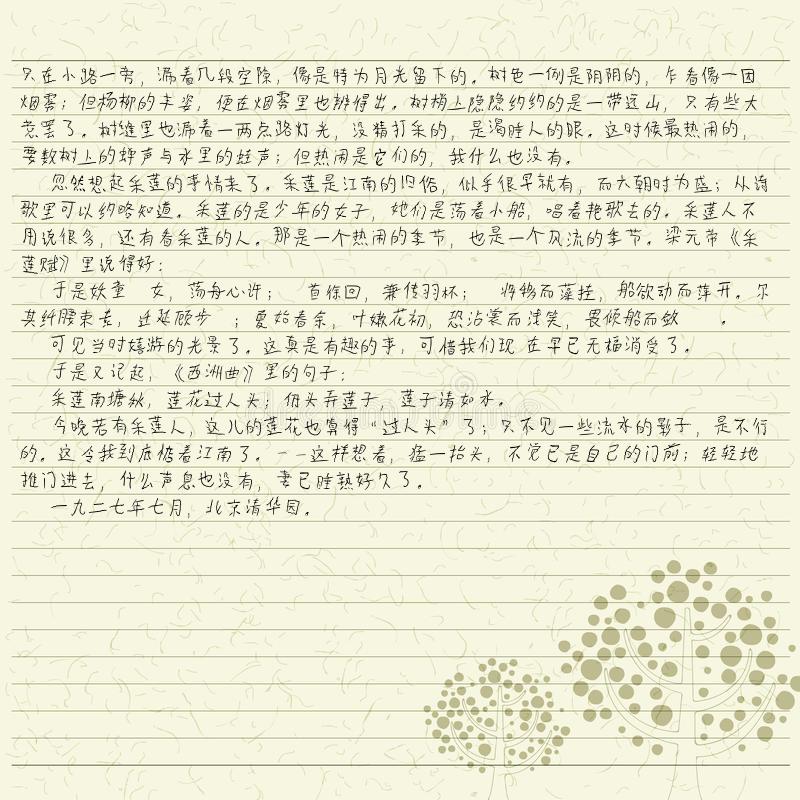 只在小路一旁，漏着几段空隙，像是特为月光留下的。树色一例是阴阴的，乍看像一团
烟雾；但杨柳的丰姿，便在烟雾里也辨得出。树梢上隐隐约约的是一带远山，只有些大
意罢了。树缝里也漏着一两点路灯光，没精打采的，是渴睡人的眼。这时候最热闹的，
要数树上的蝉声与水里的蛙声；但热闹是它们的，我什么也没有。
忽然想起采莲的事情来了。采莲是江南的旧俗，似乎很早就有，而六朝时为盛；从诗
歌里可以约略知道。采莲的是少年的女子，她们是荡着小船，唱着艳歌去的。采莲人不
用说很多，还有看采莲的人。那是一个热闹的季节，也是一个风流的季节。梁元帝《采
莲赋》里说得好：
于是妖童 女，荡舟心许； 首徐回，兼传羽杯； 将移而藻挂，船欲动而萍开。尔
其纤腰束素，迁延顾步 ；夏始春余，叶嫩花初，恐沾裳而浅笑，畏倾船而敛 。
可见当时嬉游的光景了。这真是有趣的事，可惜我们现 在早已无福消受了。
于是又记起，《西洲曲》里的句子：
采莲南塘秋，莲花过人头；低头弄莲子，莲子清如水。
今晚若有采莲人，这儿的莲花也算得“过人头”了；只不见一些流水的影子，是不行
的。这令我到底惦着江南了。--这样想着，猛一抬头，不觉已是自己的门前；轻轻地
推门进去，什么声息也没有，妻已睡熟好久了。
一九二七年七月，北京清华园。